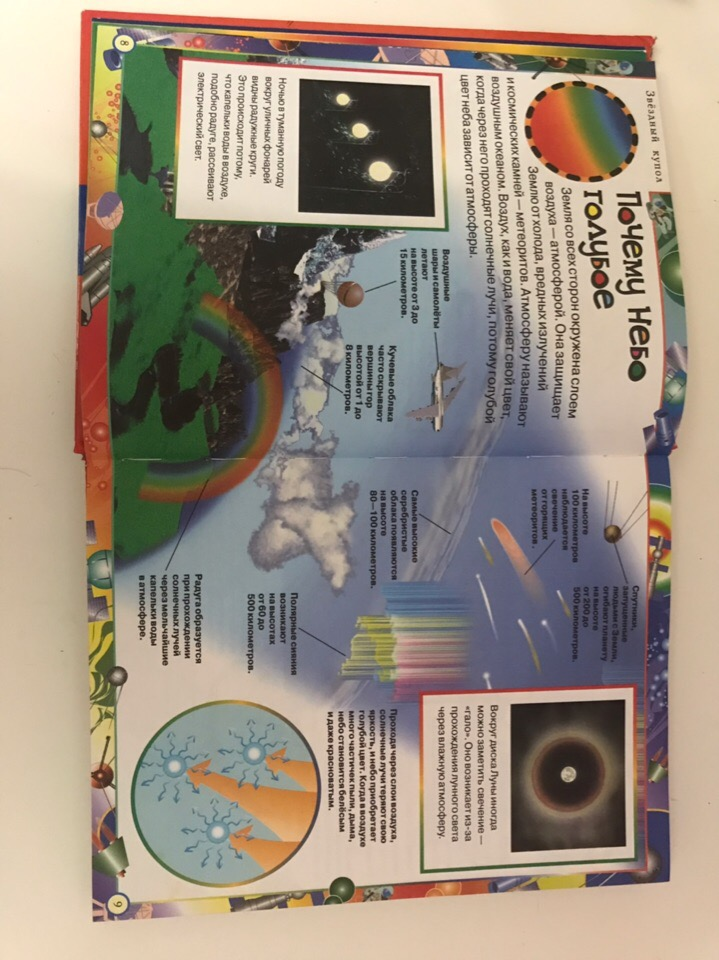 Звёздный купол
Почему небо
голубое
Земля со всех сторон окружена слоем
воздуха — атмосферой. Она защищает
Землю от холода, вредных излучений
и космических камней — метеоритов. Атмосферу называют
воздушным океаном. Воздух, как и вода, меняет свой цвет,
когда через него проходят солнечные лучи, потому голубой
цвет неба зависит от атмосферы.
Ночью в туманную погоду
вокруг уличных фонарей
видны радужные круги.
Это происходит потому,
что капельки воды в воздухе,
подобно радуге, рассеивают
электрический свет.
Воздушные
шары и самолёты
летают
на высоте от 3 до
15 километров.
Кучевые облака
часто скрывают
вершины гор
высотой от 1 до
8 километров.
8
Спутники,
запущенные
людьми с Земли,
огибают планету
на высоте
от 200 до
500 километров.
На высоте
100 километров
наблюдается
свечение
от горящих
метеоритов.
Самые высокие
серебристые
облака появляются
на высоте
80—100 километров.
Полярные сияния
возникают
на высотах
от 60 до
500 километров.
Радуга образуется
при прохождении
солнечных лучей
через мельчайшие
капельки воды
в атмосфере.
Вокруг диска Луны иногда
можно заметить свечение —
«гало». Оно возникает из-за
прохождения лунного света
через влажную атмосферу.
Проходя через слои воздуха,
солнечные лучи теряют свою
яркость, и небо приобретает
голубой цвет. Когда в воздухе
много частичек пыли, дыма,
небо становится белёсым
и даже красноватым.
9